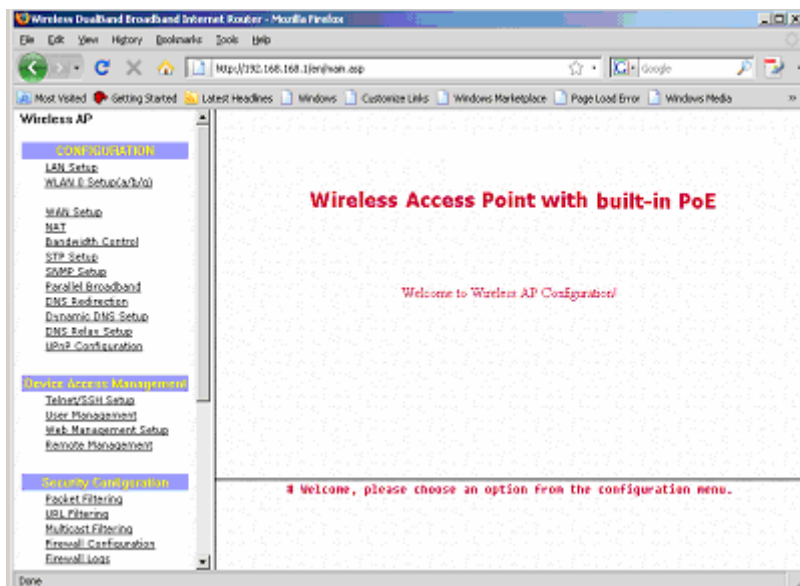 Wireless DualBand Broadband Internet Router - Mozilla Firefox
File Edit View History Bookmarks Tools Help
http://192.168.168.1/en/main.asp
Google
Most Visited Getting Started Latest Headlines Windows Customize Links Windows Marketplace Page Load Error Windows Media »
Wireless AP
CONFIGURATION
LAN Setup
WLAN 0 Setup(a/b/g)
WAN Setup
NAT
Bandwidth Control
STP Setup
SNMP Setup
Parallel Broadband
DNS Redirection
Dynamic DNS Setup
DNS Relay Setup
UPnP Configuration
Device Access Management
Telnet/SSH Setup
User Management
Web Management Setup
Remote Management
Security Configuration
Packet Filtering
URL Filtering
Multicast Filtering
Firewall Configuration
Firewall Logs
Wireless Access Point with built-in PoE
Welcome to Wireless AP Configuration!
# Welcome, please choose an option from the configuration menu.
Done